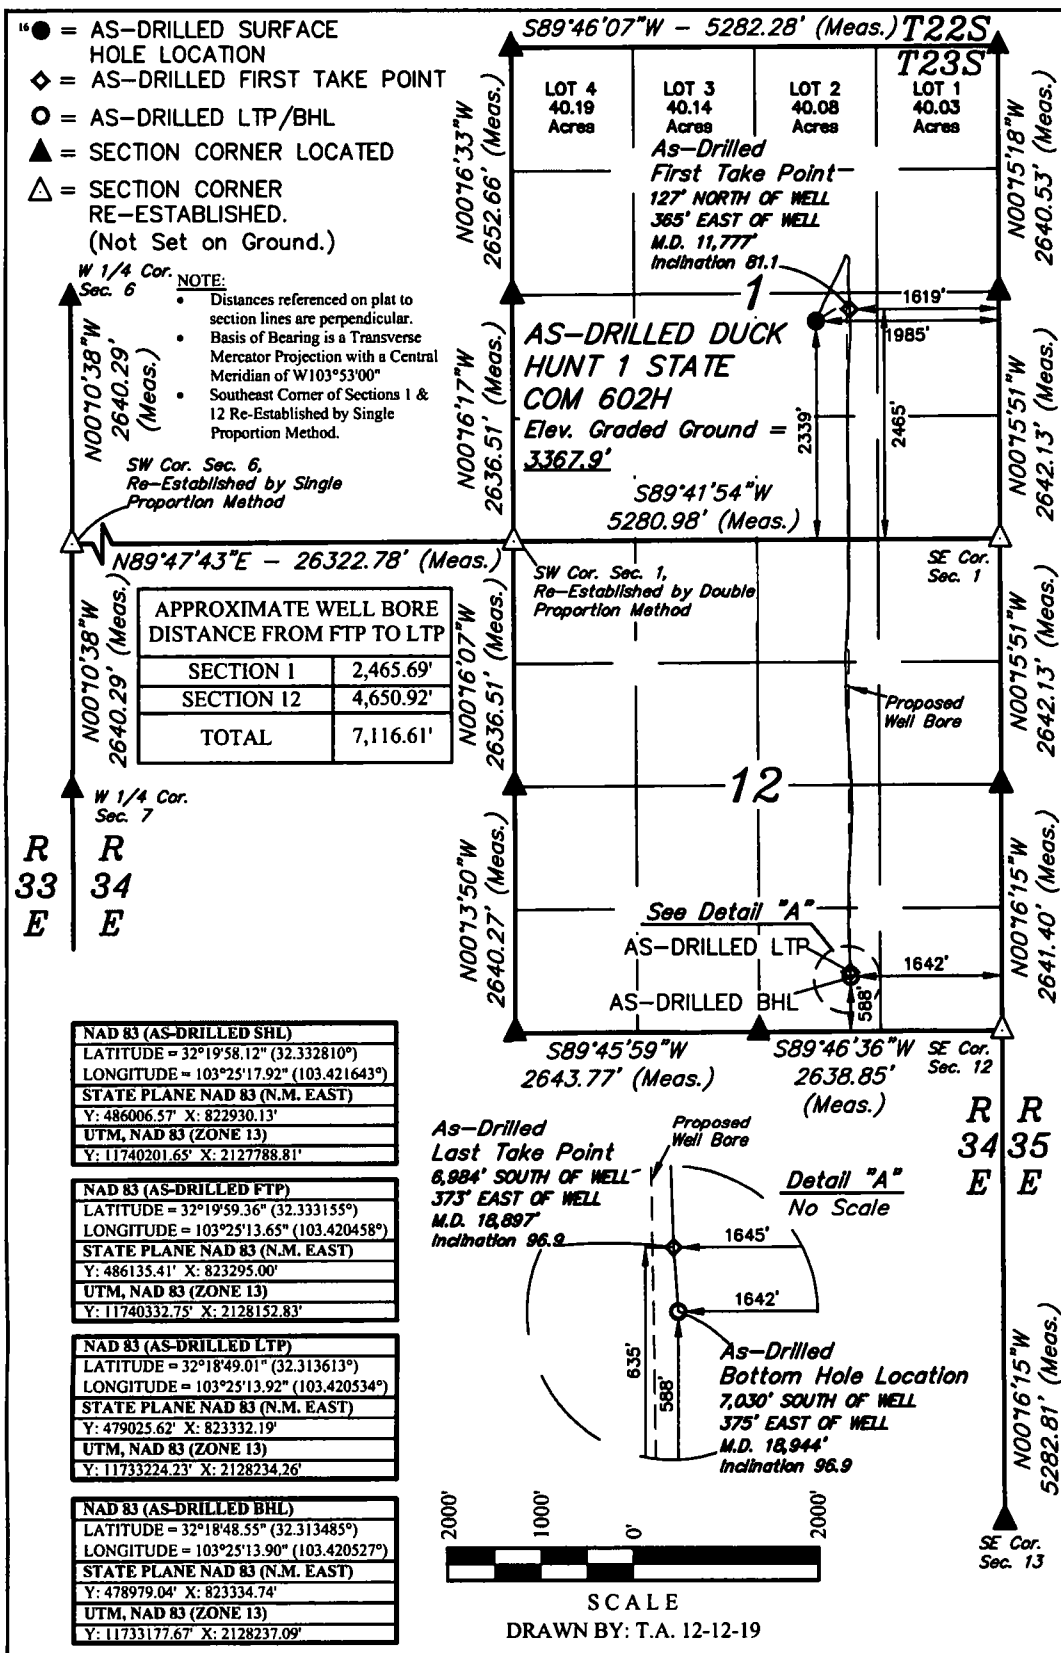 16 ● = AS-DRILLED SURFACE
HOLE LOCATION
◇ = AS-DRILLED FIRST TAKE POINT
O = AS-DRILLED LTP/BHL
▲ = SECTION CORNER LOCATED
△ = SECTION CORNER
RE-ESTABLISHED.
(Not Set on Ground.)
W 1/4 Cor.
Sec. 6
NOTE:
• Distances referenced on plat to
section lines are perpendicular.
• Basis of Bearing is a Transverse
Mercator Projection with a Central
Meridian of W103°53'00"
• Southeast Corner of Sections 1 &
12 Re-Established by Single
Proportion Method.
N00°10'38"W
2640.29'
(Meas.)
SW Cor. Sec. 6,
Re-Established by Single
Proportion Method
N89°47'43"E - 26322.78' (Meas.)
APPROXIMATE WELL BORE
DISTANCE FROM FTP TO LTP
SECTION 1 2,465.69'
SECTION 12 4,650.92'
TOTAL 7,116.61'
N00°10'38"W
2640.29' (Meas.)
W 1/4 Cor.
Sec. 7
R R
33 34
E E
S89°46'07"W - 5282.28' (Meas.)
T22S
T23S
LOT 4
40.19
Acres
LOT 3
40.14
Acres
LOT 2
40.08
Acres
LOT 1
40.03
Acres
N00°16'33"W
2652.66' (Meas.)
N00°15'18"W
2640.53' (Meas.)
As-Drilled
First Take Point
127' NORTH OF WELL
365' EAST OF WELL
M.D. 11,777'
Inclination 81.1
1
1619'
1985'
AS-DRILLED DUCK
HUNT 1 STATE
COM 602H
Elev. Graded Ground =
3367.9'
2339'
2465'
N00°16'17"W
2636.51' (Meas.)
N00°15'51"W
2642.13' (Meas.)
S89°41'54"W
5280.98' (Meas.)
SW Cor. Sec. 1,
Re-Established by Double
Proportion Method
SE Cor.
Sec. 1
N00°16'07"W
2636.51' (Meas.)
N00°15'51"W
2642.13' (Meas.)
Proposed
Well Bore
12
N00°13'50"W
2640.27' (Meas.)
N00°16'15"W
2641.40' (Meas.)
See Detail "A"
AS-DRILLED LTP
1642'
AS-DRILLED BHL
588'
S89°45'59"W
2643.77' (Meas.)
S89°46'36"W
2638.85'
(Meas.)
SE Cor.
Sec. 12
R R
34 35
E E
NAD 83 (AS-DRILLED SHL)
LATITUDE = 32°19'58.12" (32.332810°)
LONGITUDE = 103°25'17.92" (103.421643°)
STATE PLANE NAD 83 (N.M. EAST)
Y: 486006.57' X: 822930.13'
UTM, NAD 83 (ZONE 13)
Y: 11740201.65' X: 2127788.81'
NAD 83 (AS-DRILLED FTP)
LATITUDE = 32°19'59.36" (32.333155°)
LONGITUDE = 103°25'13.65" (103.420458°)
STATE PLANE NAD 83 (N.M. EAST)
Y: 486135.41' X: 823295.00'
UTM, NAD 83 (ZONE 13)
Y: 11740332.75' X: 2128152.83'
NAD 83 (AS-DRILLED LTP)
LATITUDE = 32°18'49.01" (32.313613°)
LONGITUDE = 103°25'13.92" (103.420534°)
STATE PLANE NAD 83 (N.M. EAST)
Y: 479025.62' X: 823332.19'
UTM, NAD 83 (ZONE 13)
Y: 11733224.23' X: 2128234.26'
NAD 83 (AS-DRILLED BHL)
LATITUDE = 32°18'48.55" (32.313485°)
LONGITUDE = 103°25'13.90" (103.420527°)
STATE PLANE NAD 83 (N.M. EAST)
Y: 478979.04' X: 823334.74'
UTM, NAD 83 (ZONE 13)
Y: 11733177.67' X: 2128237.09'
As-Drilled
Last Take Point
6,984' SOUTH OF WELL
373' EAST OF WELL
M.D. 18,897'
Inclination 96.9
Proposed
Well Bore
Detail "A"
No Scale
1645'
1642'
635'
588'
As-Drilled
Bottom Hole Location
7,030' SOUTH OF WELL
375' EAST OF WELL
M.D. 18,944'
Inclination 96.9
N00°16'15"W
5282.81' (Meas.)
SE Cor.
Sec. 13
2000'
1000'
0'
2000'
SCALE
DRAWN BY: T.A. 12-12-19